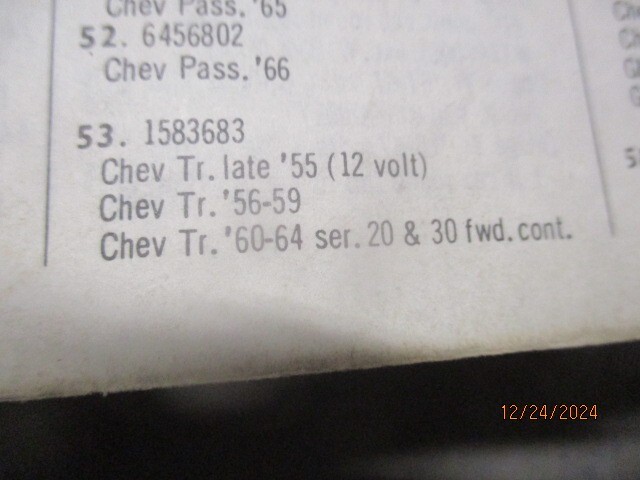 Chev Pass. '65
52. 6456802
Chev Pass. '66
53. 1583683
Chev Tr. late '55 (12 volt)
Chev Tr. '56-59
Chev Tr. '60-64 ser. 20 & 30 fwd. cont.
12/24/2024